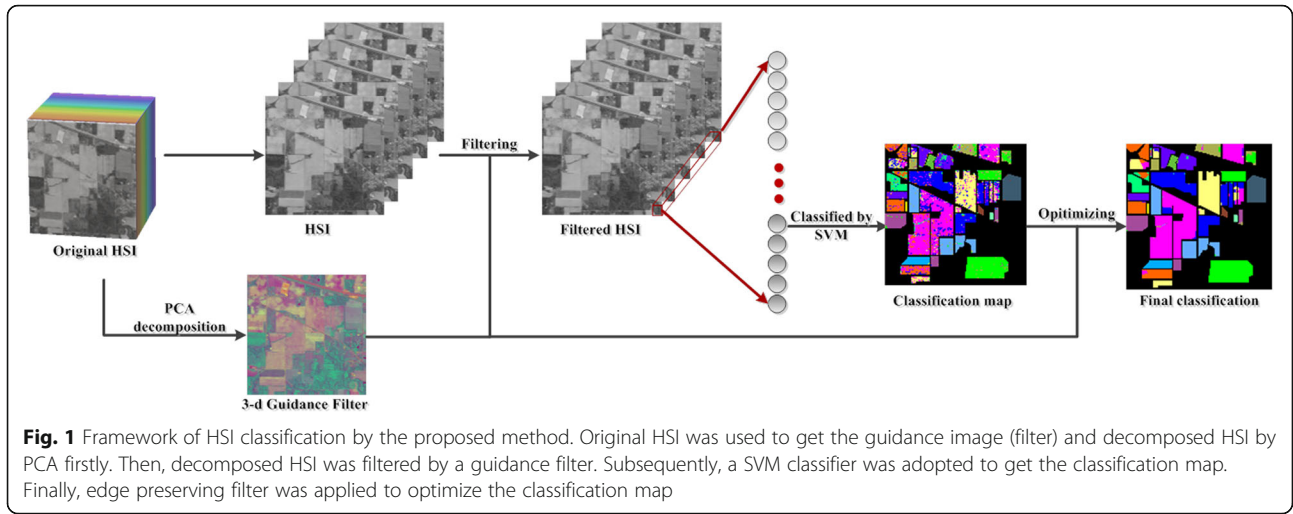 Original HSI
HSI
Filtering
Filtered HSI
Classified by
SVM
Classification map
Opitimizing
Final classification
PCA
decomposition
3-d Guidance Filter
Fig. 1 Framework of HSI classification by the proposed method. Original HSI was used to get the guidance image (filter) and decomposed HSI by
PCA firstly. Then, decomposed HSI was filtered by a guidance filter. Subsequently, a SVM classifier was adopted to get the classification map.
Finally, edge preserving filter was applied to optimize the classification map